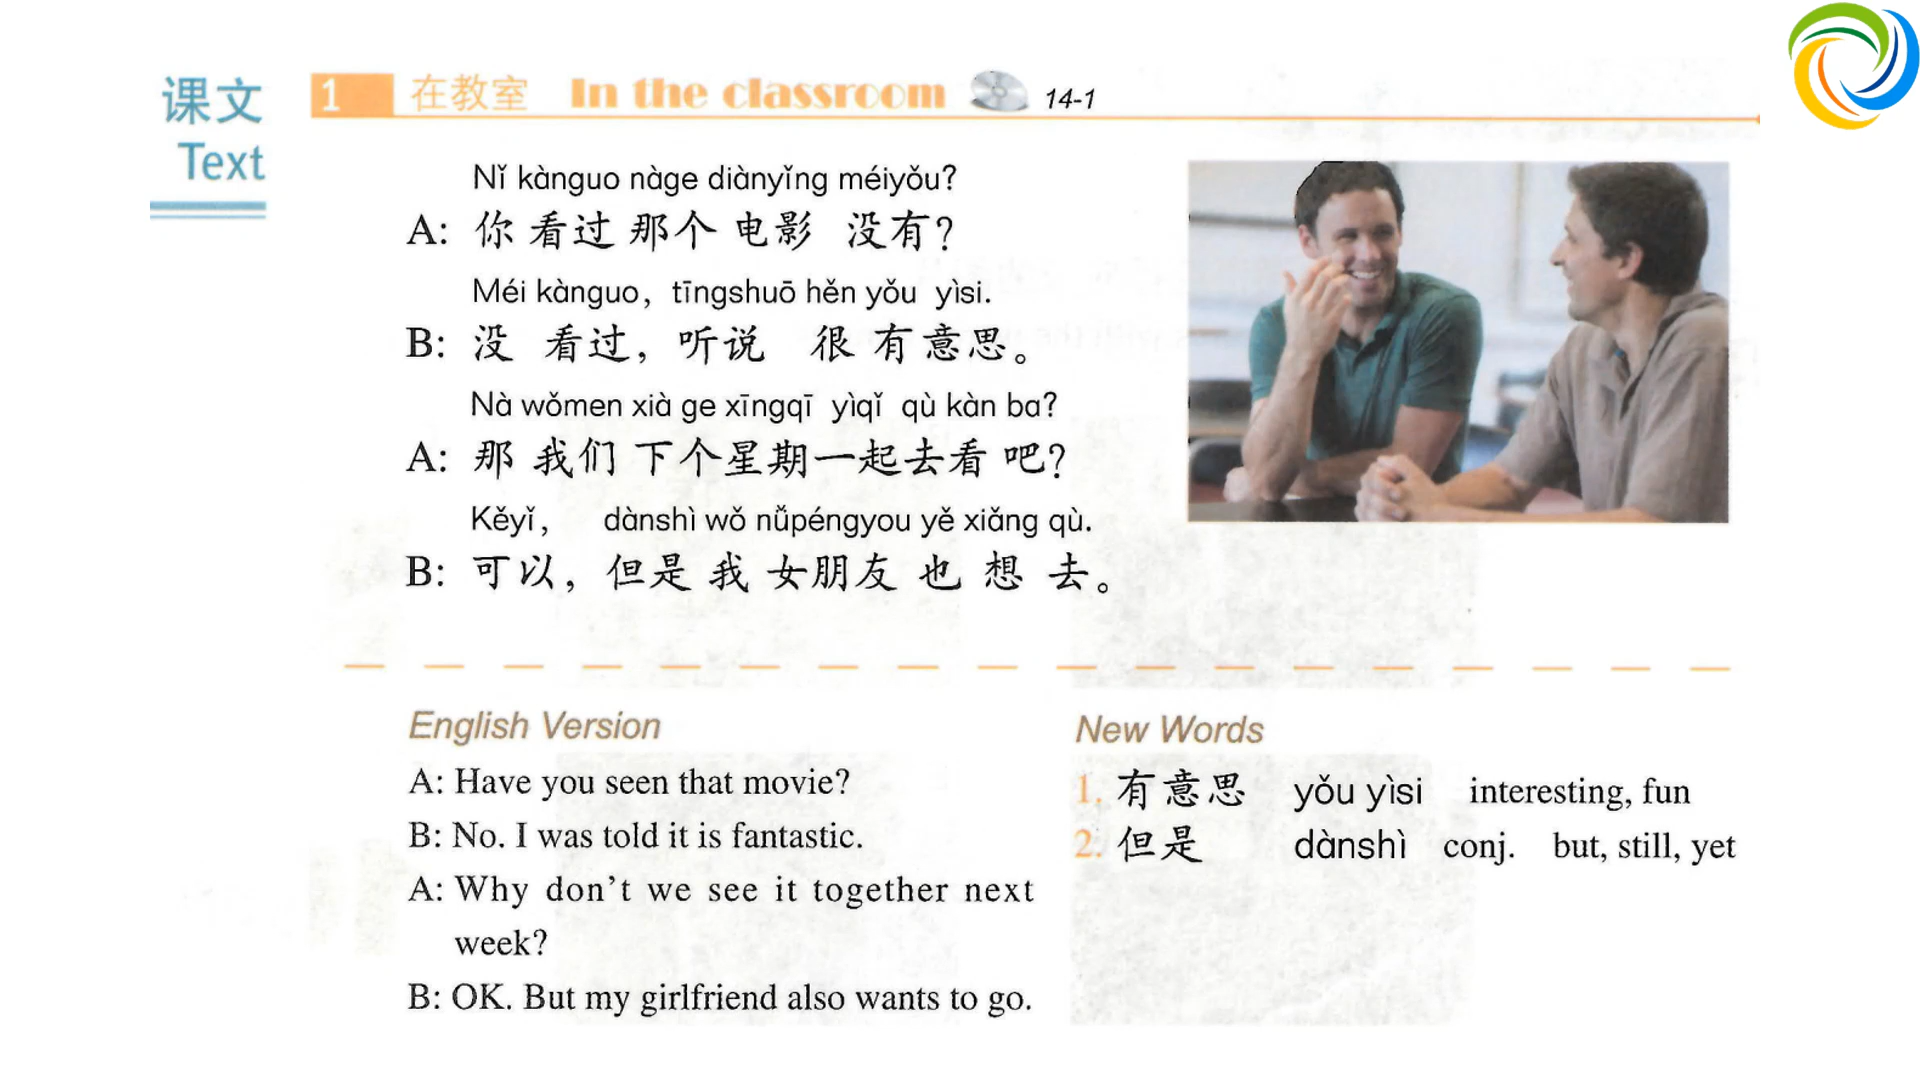 课文
Text
1 在教室 In the classroom 14-1
Nǐ kànguo nàge diànyǐng méiyǒu?
A: 你看过那个电影没有?
Méi kànguo, tīngshuō hěn yǒu yìsi.
B: 没看过，听说很有意思。
Nà wǒmen xià ge xīngqī yìqǐ qù kàn ba?
A: 那我们下个星期一起去看吧?
Kěyǐ, dànshì wǒ nǚpéngyou yě xiǎng qù.
B: 可以，但是我女朋友也想去。
English Version
A: Have you seen that movie?
B: No. I was told it is fantastic.
A: Why don't we see it together next
week?
B: OK. But my girlfriend also wants to go.
New Words
1. 有意思 yǒu yìsi interesting, fun
2. 但是 dànshì conj. but, still, yet